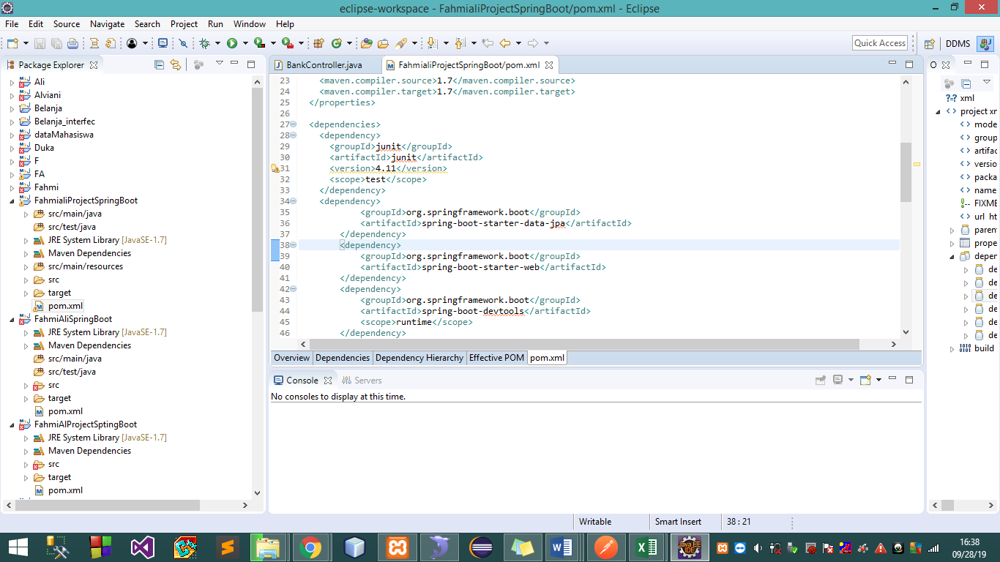 eclipse-workspace - FahmialiProjectSpringBoot/pom.xml - Eclipse
File Edit Source Navigate Search Project Run Window Help
Quick Access
DDMS
Package Explorer
Ali
Alviani
Belanja
Belanja_interfec
dataMahasiswa
Duka
F
FA
Fahmi
FahmialiProjectSpringBoot
src/main/java
src/test/java
JRE System Library [JavaSE-1.7]
Maven Dependencies
src/main/resources
src
target
pom.xml
FahmiAliSpringBoot
JRE System Library [JavaSE-1.7]
Maven Dependencies
src/main/java
src/test/java
src
target
pom.xml
FahmiAlProjectSptingBoot
JRE System Library [JavaSE-1.7]
Maven Dependencies
src
target
pom.xml
BankController.java
FahmialiProjectSpringBoot/pom.xml
23 <maven.compiler.source>1.7</maven.compiler.source>
24 <maven.compiler.target>1.7</maven.compiler.target>
25 </properties>
26
27 <dependencies>
28 <dependency>
29 <groupId>junit</groupId>
30 <artifactId>junit</artifactId>
31 <version>4.11</version>
32 <scope>test</scope>
33 </dependency>
34 <dependency>
35 <groupId>org.springframework.boot</groupId>
36 <artifactId>spring-boot-starter-data-jpa</artifactId>
37 </dependency>
38 <dependency>
39 <groupId>org.springframework.boot</groupId>
40 <artifactId>spring-boot-starter-web</artifactId>
41 </dependency>
42 <dependency>
43 <groupId>org.springframework.boot</groupId>
44 <artifactId>spring-boot-devtools</artifactId>
45 <scope>runtime</scope>
46 </dependency>
Overview Dependencies Dependency Hierarchy Effective POM pom.xml
Console Servers
No consoles to display at this time.
O
?=? xml
<> project xr
<> mode
<> group
<> artifac
<> versio
<> packa
<> name
!-- FIXME
<> url ht
paren
prope
depen
de
de
de
de
de
de
build
Writable
Smart Insert
38 : 21
Java EE
IDE
16:38
09/28/19